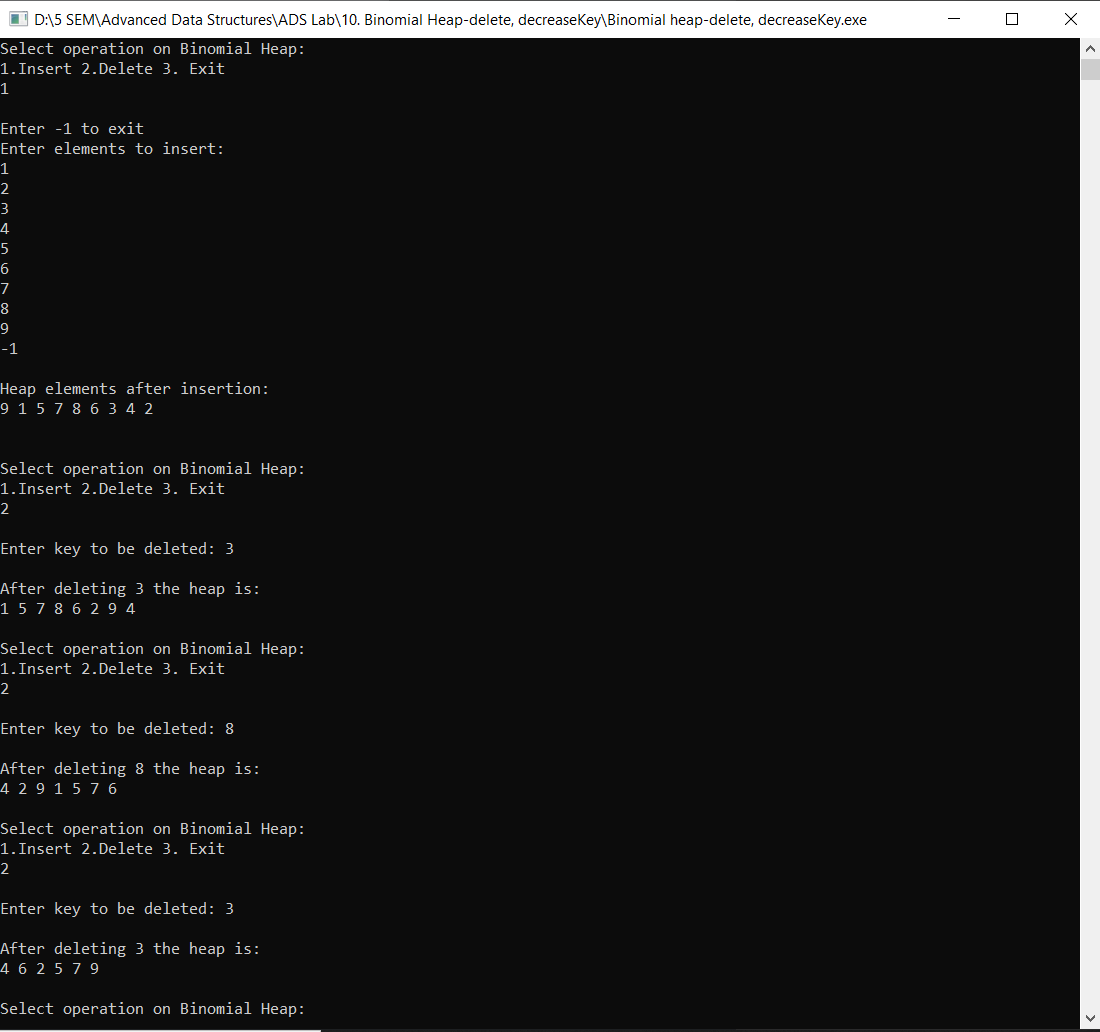 D:\5 SEM\Advanced Data Structures\ADS Lab\10. Binomial Heap-delete, decreaseKey\Binomial heap-delete, decreaseKey.exe
Select operation on Binomial Heap:
1.Insert 2.Delete 3. Exit
1
Enter -1 to exit
Enter elements to insert:
1
2
3
4
5
6
7
8
9
-1
Heap elements after insertion:
9 1 5 7 8 6 3 4 2
Select operation on Binomial Heap:
1.Insert 2.Delete 3. Exit
2
Enter key to be deleted: 3
After deleting 3 the heap is:
1 5 7 8 6 2 9 4
Select operation on Binomial Heap:
1.Insert 2.Delete 3. Exit
2
Enter key to be deleted: 8
After deleting 8 the heap is:
4 2 9 1 5 7 6
Select operation on Binomial Heap:
1.Insert 2.Delete 3. Exit
2
Enter key to be deleted: 3
After deleting 3 the heap is:
4 6 2 5 7 9
Select operation on Binomial Heap: